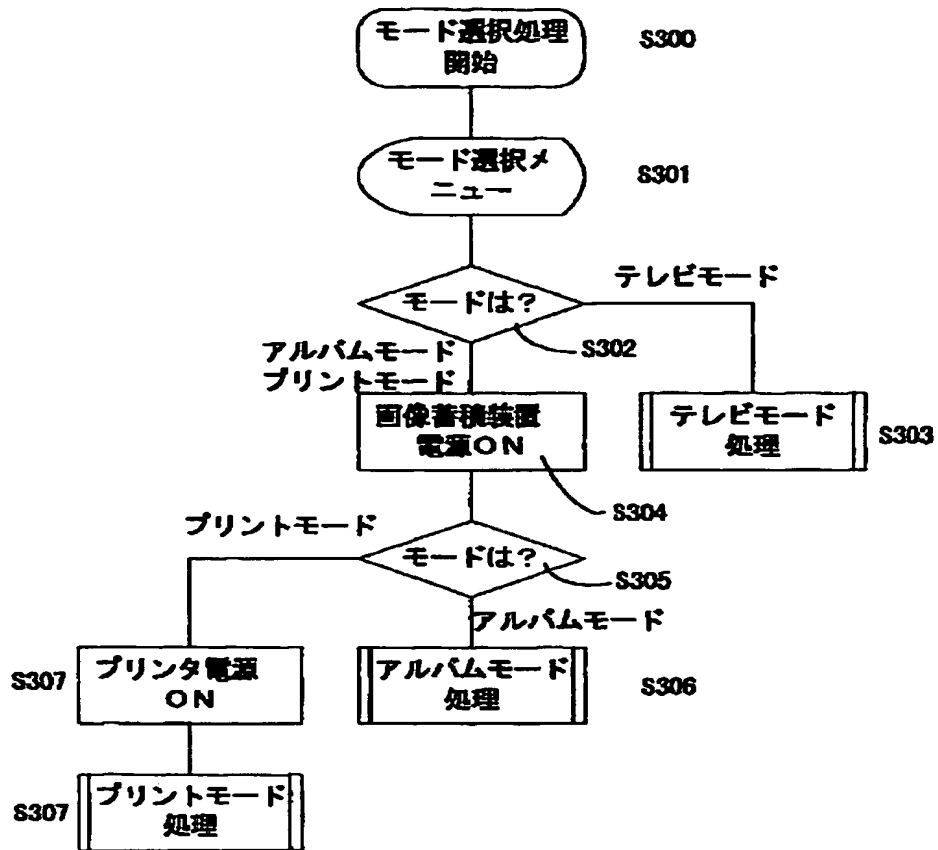 モード選択処理
開始
S300
モード選択メ
ニュー
S301
モードは?
テレビモード
S302
アルバムモード
プリントモード
画像蓄積装置
電源ON
テレビモード
処理
S303
S304
プリントモード
モードは?
S305
アルバムモード
S307
プリンタ電源
ON
アルバムモード
処理
S306
S307
プリントモード
処理